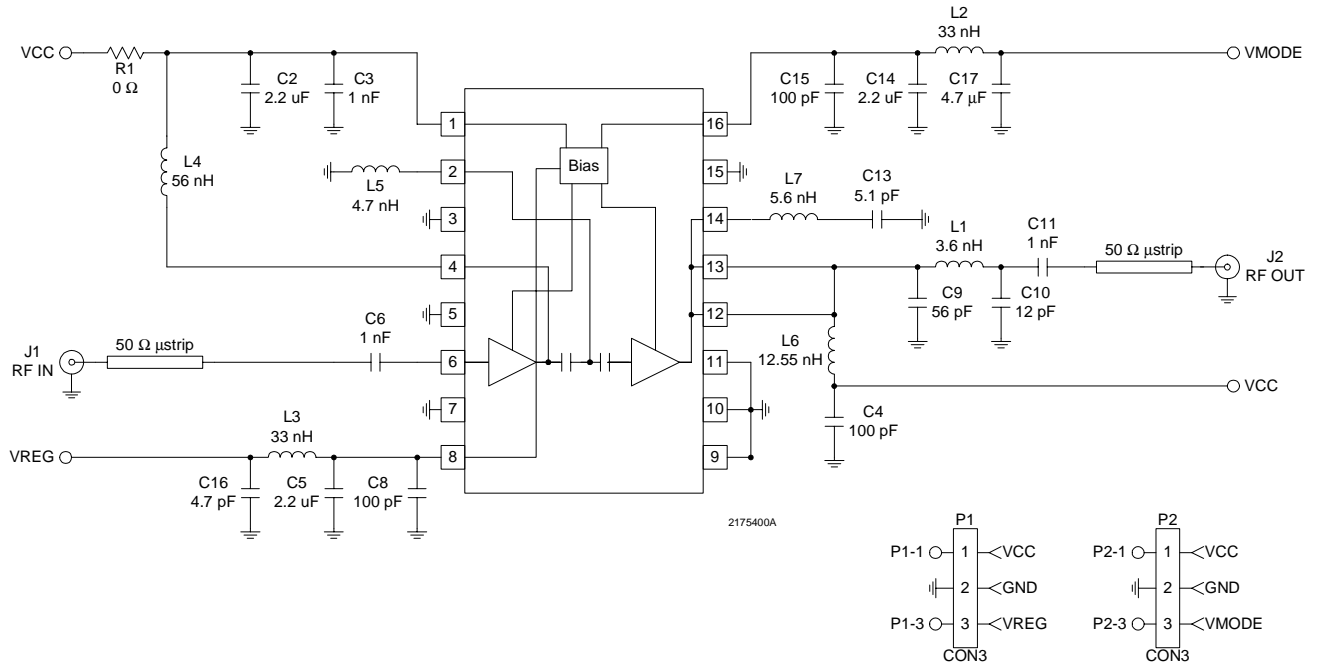 L2
33 nH
VCC
R1
0 Ω
C2
2.2 uF
C3
1 nF
C15
100 pF
C14
2.2 uF
C17
4.7 µF
VMODE
1
16
Bias
L4
56 nH
2
15
L5
4.7 nH
L7
5.6 nH
C13
5.1 pF
3
14
L1
3.6 nH
C11
1 nF
50 Ω µstrip
J2
RF OUT
4
13
C9
56 pF
C10
12 pF
5
12
C6
1 nF
L6
12.55 nH
J1
RF IN
50 Ω µstrip
6
11
VCC
7
10
C4
100 pF
L3
33 nH
VREG
8
9
C16
4.7 pF
C5
2.2 uF
C8
100 pF
2175400A
P1
P1-1 1 VCC
2 GND
P1-3 3 VREG
CON3
P2
P2-1 1 VCC
2 GND
P2-3 3 VMODE
CON3